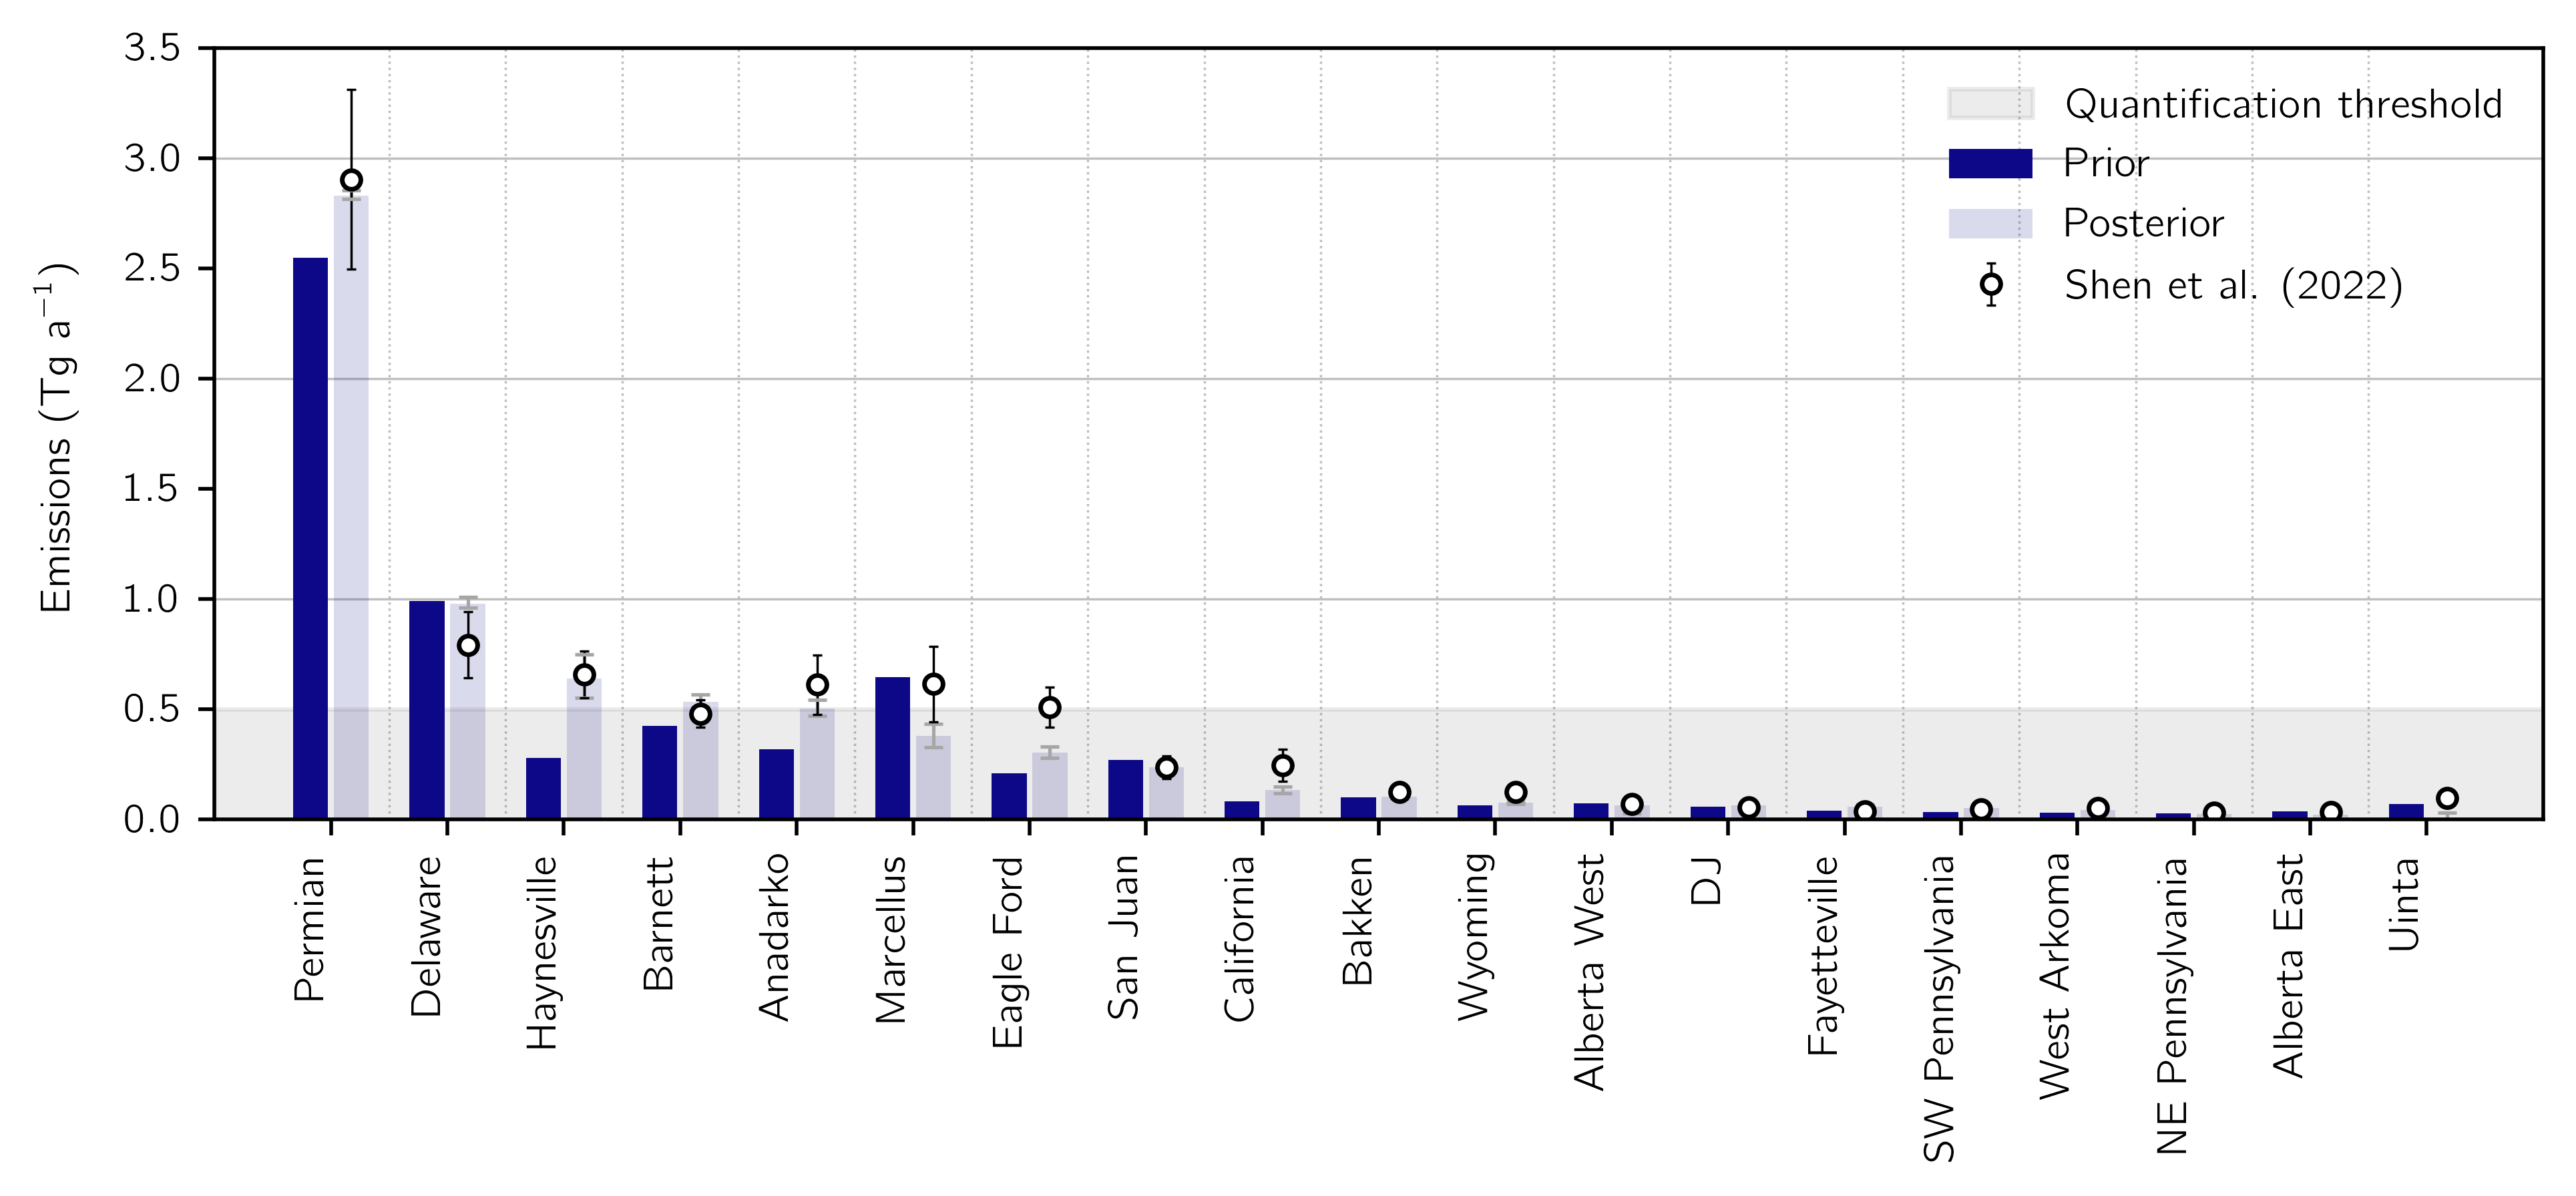 3.5
3.0
2.5
2.0
1.5
1.0
0.5
0.0
Emissions (Tg a⁻¹)
Quantification threshold
Prior
Posterior
Shen et al. (2022)
Permian
Delaware
Haynesville
Barnett
Anadarko
Marcellus
Eagle Ford
San Juan
California
Bakken
Wyoming
Alberta West
DJ
Fayetteville
SW Pennsylvania
West Arkoma
NE Pennsylvania
Alberta East
Uinta